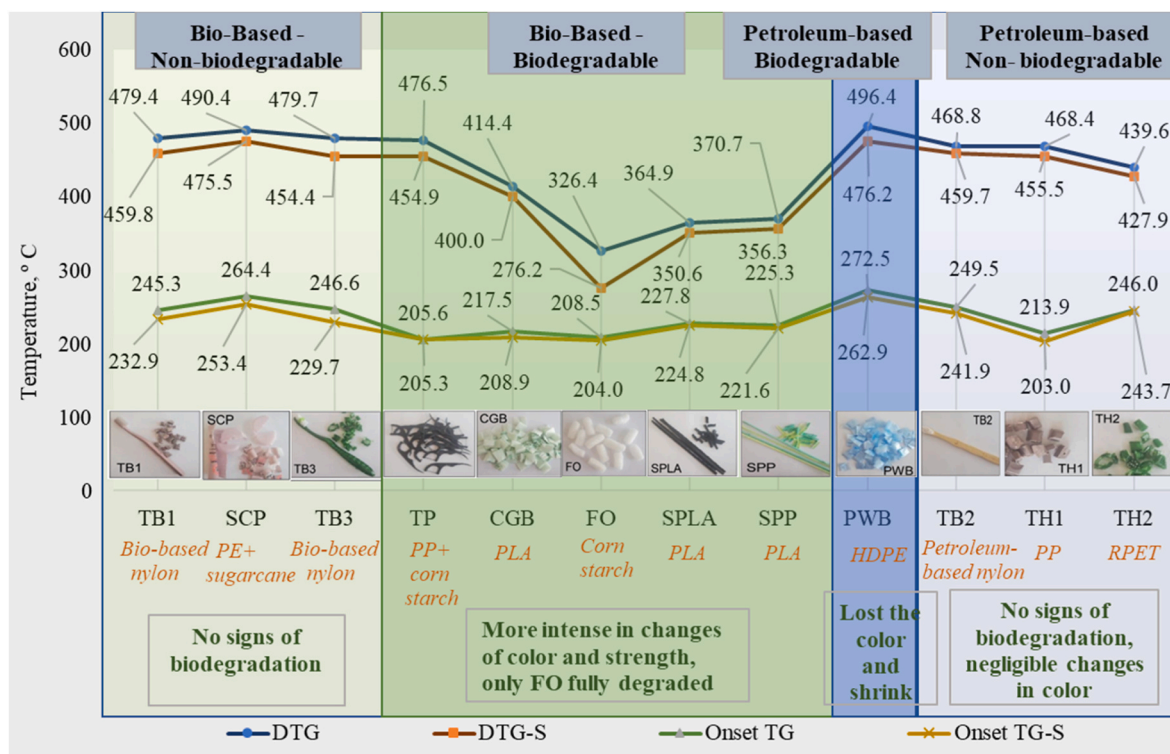 Bio-Based -
Non-biodegradable
Bio-Based -
Biodegradable
Petroleum-based
Biodegradable
Petroleum-based
Non- biodegradable
Temperature, º C
600
500
400
300
200
100
0
479.4
490.4
479.7
476.5
414.4
326.4
364.9
370.7
496.4
468.8
468.4
439.6
459.8
475.5
454.4
454.9
400.0
276.2
350.6
356.3
476.2
459.7
455.5
427.9
245.3
264.4
246.6
205.6
217.5
208.5
227.8
225.3
272.5
249.5
213.9
246.0
232.9
253.4
229.7
205.3
208.9
204.0
224.8
221.6
262.9
241.9
203.0
243.7
TB1
SCP
TB3
CGB
FO
SPLA
SPP
PWB
TB2
TH1
TH2
TB1
SCP
TB3
TP
CGB
FO
SPLA
SPP
PWB
TB2
TH1
TH2
Bio-based
nylon
PE+
sugarcane
Bio-based
nylon
PP+
corn
starch
PLA
Corn
starch
PLA
PLA
HDPE
Petroleum-
based nylon
PP
RPET
No signs of
biodegradation
More intense in changes
of color and strength,
only FO fully degraded
Lost the
color
and
shrink
No signs of
biodegradation,
negligible changes
in color
DTG
DTG-S
Onset TG
Onset TG-S